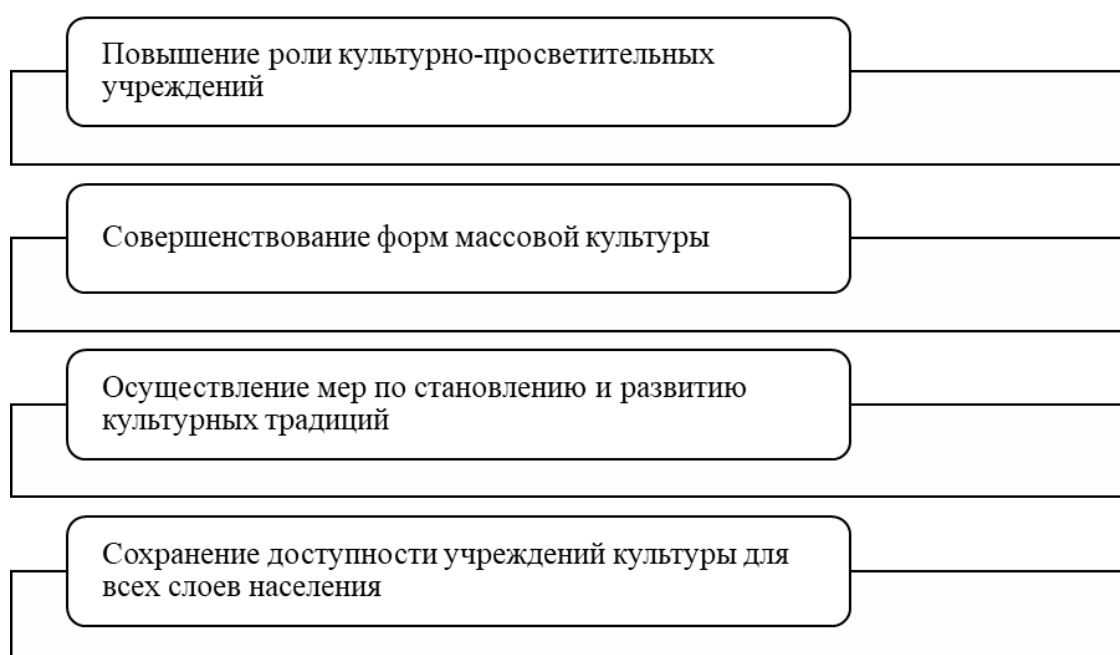 Повышение роли культурно-просветительных
учреждений
Совершенствование форм массовой культуры
Осуществление мер по становлению и развитию
культурных традиций
Сохранение доступности учреждений культуры для
всех слоев населения